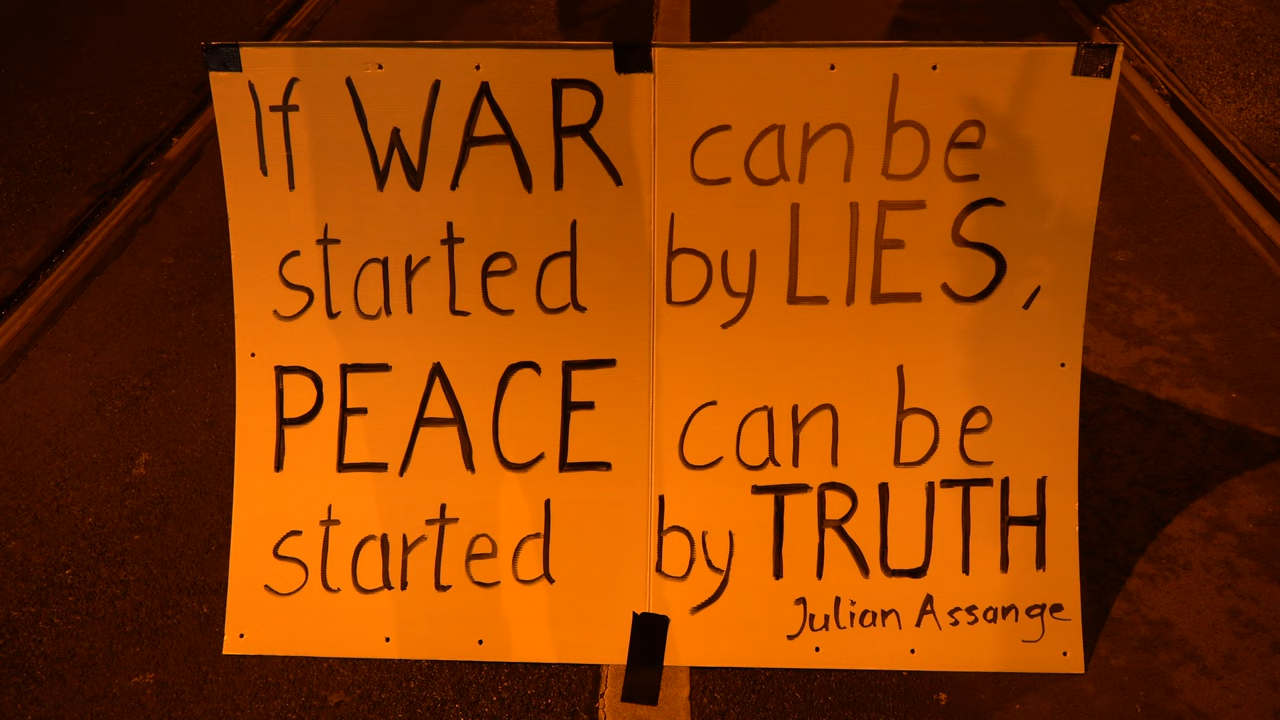 If WAR can be
started by LIES,
PEACE can be
started by TRUTH
Julian Assange